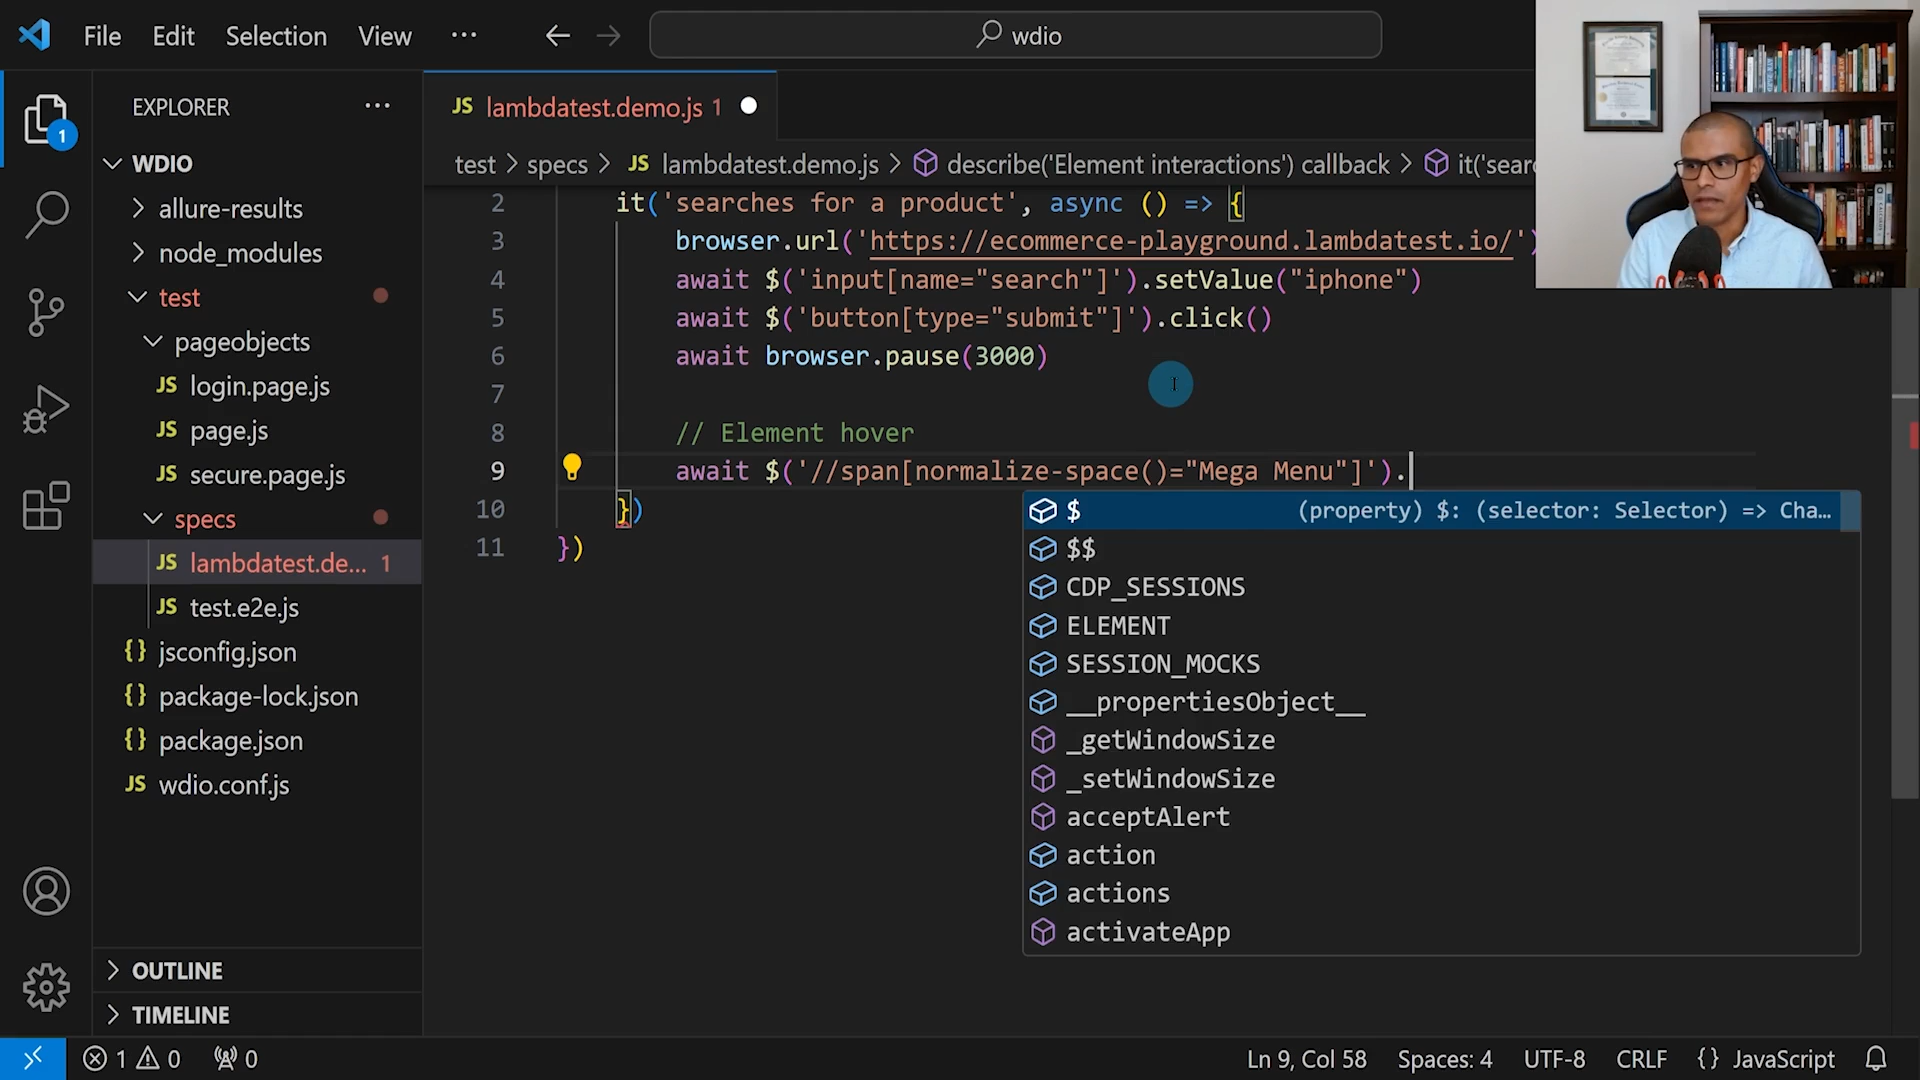 File Edit Selection View ···
wdio
EXPLORER ···
1
WDIO
allure-results
node_modules
test
pageobjects
JS login.page.js
JS page.js
JS secure.page.js
specs
JS lambdatest.de... 1
JS test.e2e.js
{} jsconfig.json
{} package-lock.json
{} package.json
JS wdio.conf.js
OUTLINE
TIMELINE
JS lambdatest.demo.js 1
test > specs > JS lambdatest.demo.js > describe('Element interactions') callback > it('sear
2 it('searches for a product', async () => {
3 browser.url('https://ecommerce-playground.lambdatest.io/')
4 await $('input[name="search"]').setValue("iphone")
5 await $('button[type="submit"]').click()
6 await browser.pause(3000)
7
8 // Element hover
9 await $('//span[normalize-space()="Mega Menu"]').
10 })
11 })
$ (property) $: (selector: Selector) => Cha...
$$
CDP_SESSIONS
ELEMENT
SESSION_MOCKS
__propertiesObject__
_getWindowSize
_setWindowSize
acceptAlert
action
actions
activateApp
1 0 0 Ln 9, Col 58 Spaces: 4 UTF-8 CRLF {} JavaScript